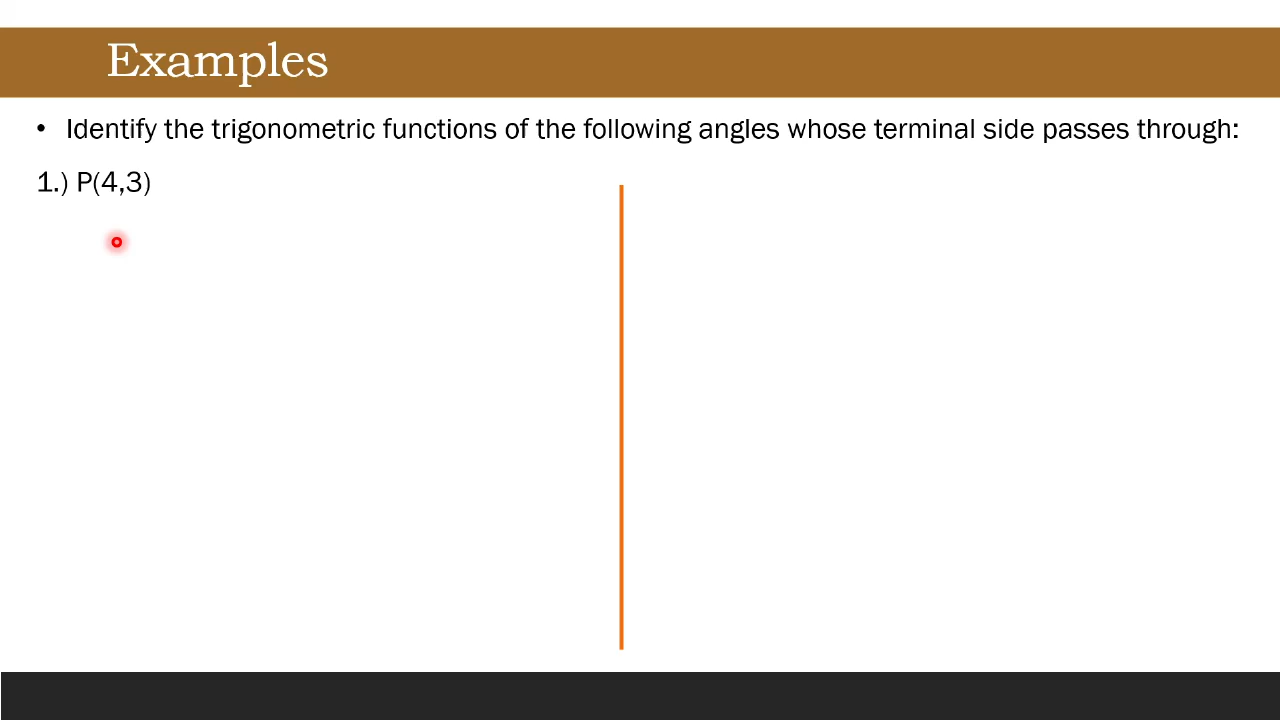 Examples
• Identify the trigonometric functions of the following angles whose terminal side passes through:
1.) P(4,3)